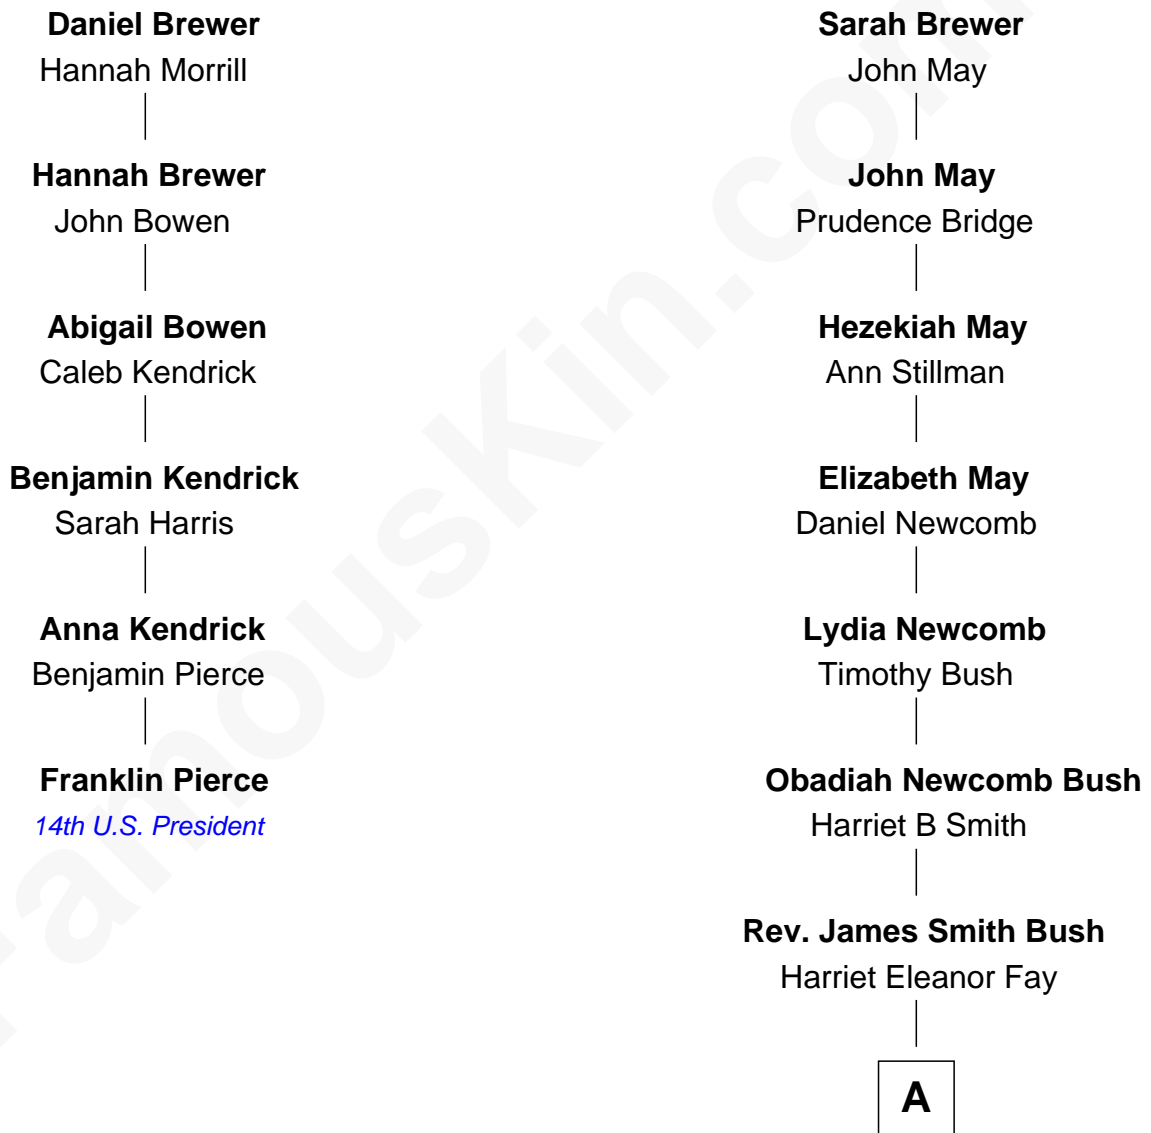 Daniel Brewer
Hannah Morrill
Hannah Brewer
John Bowen
Abigail Bowen
Caleb Kendrick
Benjamin Kendrick
Sarah Harris
Anna Kendrick
Benjamin Pierce
Franklin Pierce
14th U.S. President
Sarah Brewer
John May
John May
Prudence Bridge
Hezekiah May
Ann Stillman
Elizabeth May
Daniel Newcomb
Lydia Newcomb
Timothy Bush
Obadiah Newcomb Bush
Harriet B Smith
Rev. James Smith Bush
Harriet Eleanor Fay
A
FamousKin.com